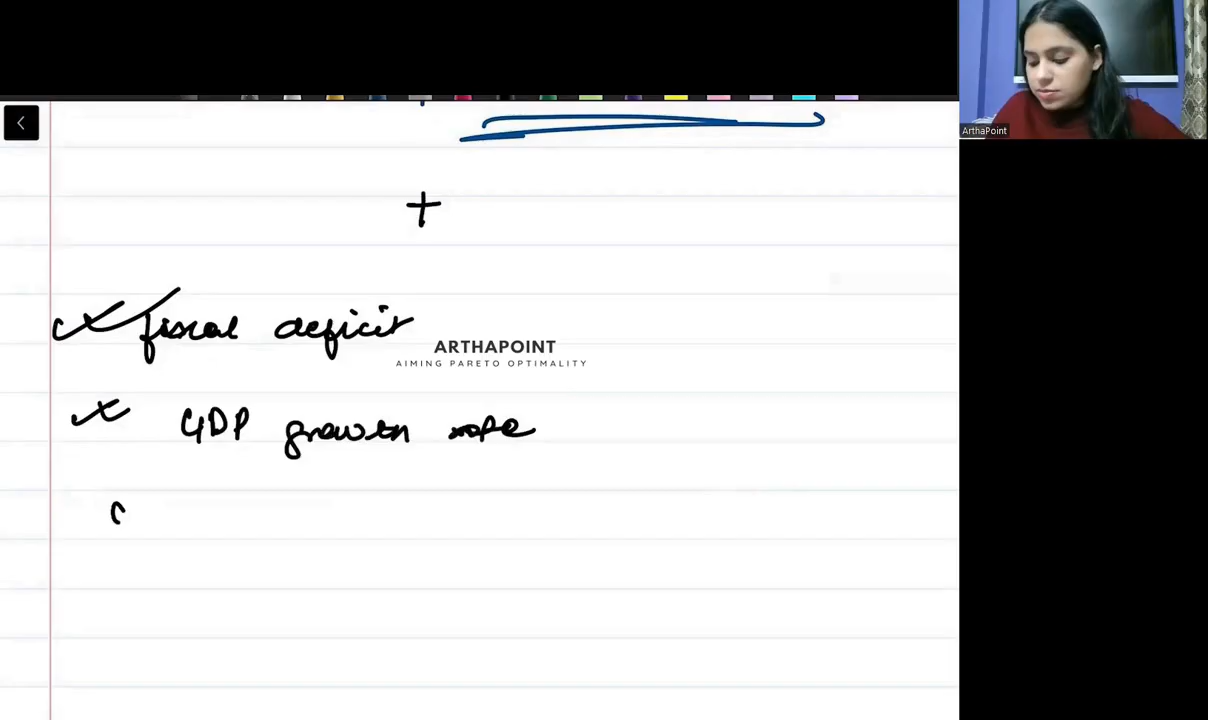 ArthaPoint
+
fiscal deficit
ARTHAPOINT
AIMING PARETO OPTIMALITY
GDP growth rate